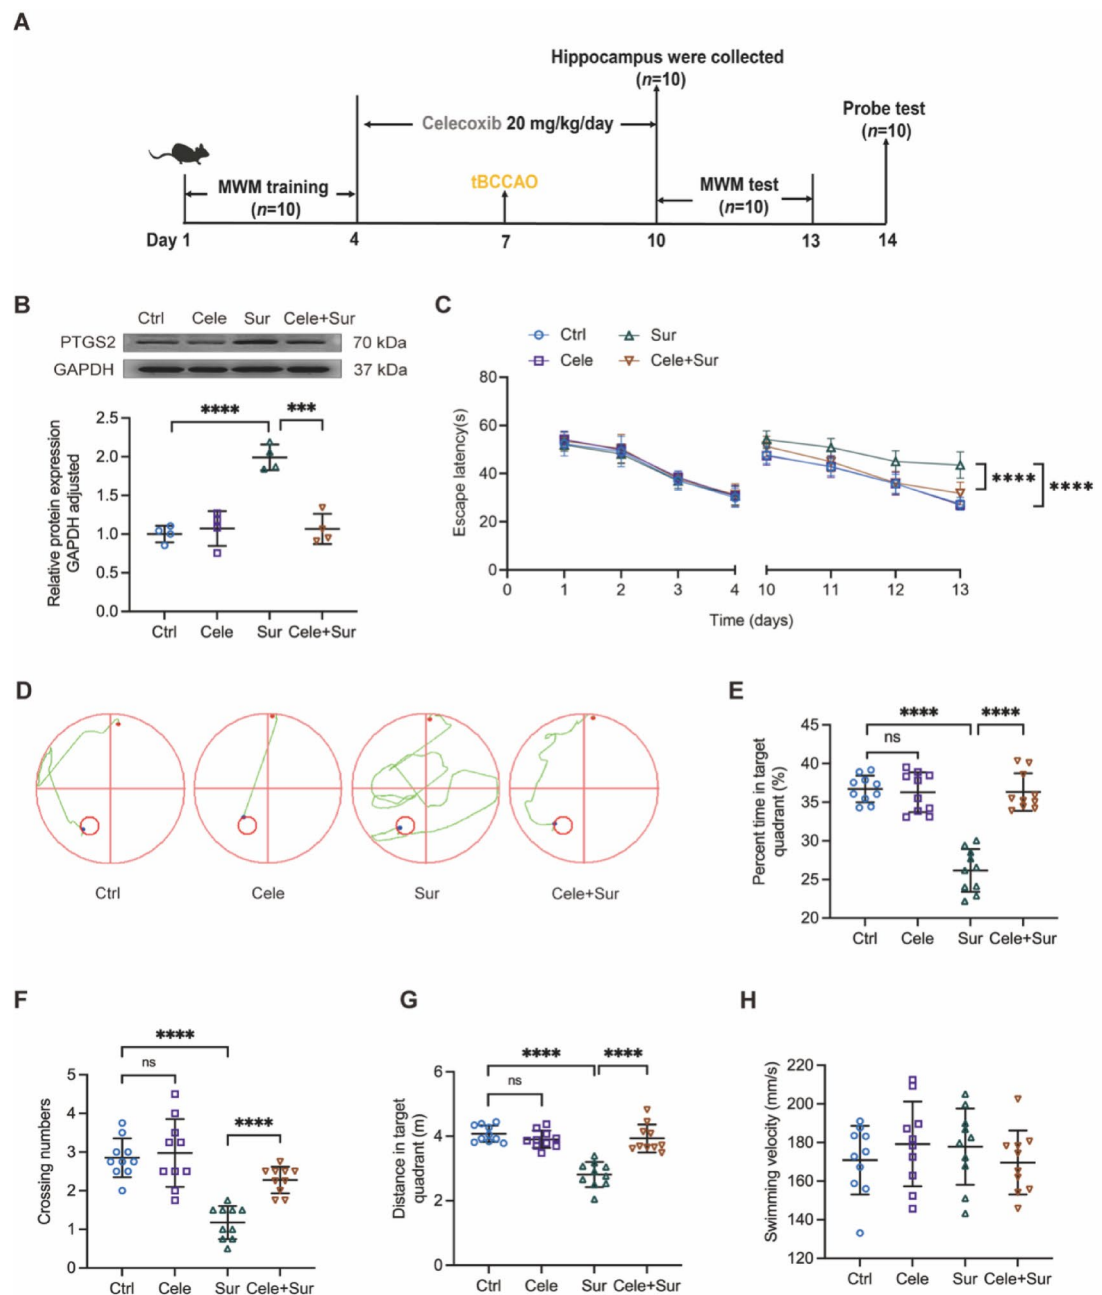 A
Hippocampus were collected
(n=10)
Probe test
(n=10)
Celecoxib 20 mg/kg/day
tBCCAO
MWM training
(n=10)
MWM test
(n=10)
Day 1
4
7
10
13
14
B
Ctrl
Cele
Sur
Cele+Sur
PTGS2
70 kDa
GAPDH
37 kDa
****
***
Relative protein expression
GAPDH adjusted
2.5
2.0
1.5
1.0
0.5
0.0
Ctrl
Cele
Sur
Cele+Sur
C
Ctrl
Sur
Cele
Cele+Sur
Escape latency(s)
80
60
40
20
0
0
1
2
3
4
10
11
12
13
Time (days)
****
****
D
Ctrl
Cele
Sur
Cele+Sur
E
****
****
ns
Percent time in target
quadrant (%)
45
40
35
30
25
20
Ctrl
Cele
Sur
Cele+Sur
F
****
ns
****
Crossing numbers
5
4
3
2
1
0
Ctrl
Cele
Sur
Cele+Sur
G
****
****
ns
Distance in target
quadrant (m)
6
4
2
0
Ctrl
Cele
Sur
Cele+Sur
H
Swimming velocity (mm/s)
220
200
180
160
140
120
Ctrl
Cele
Sur
Cele+Sur